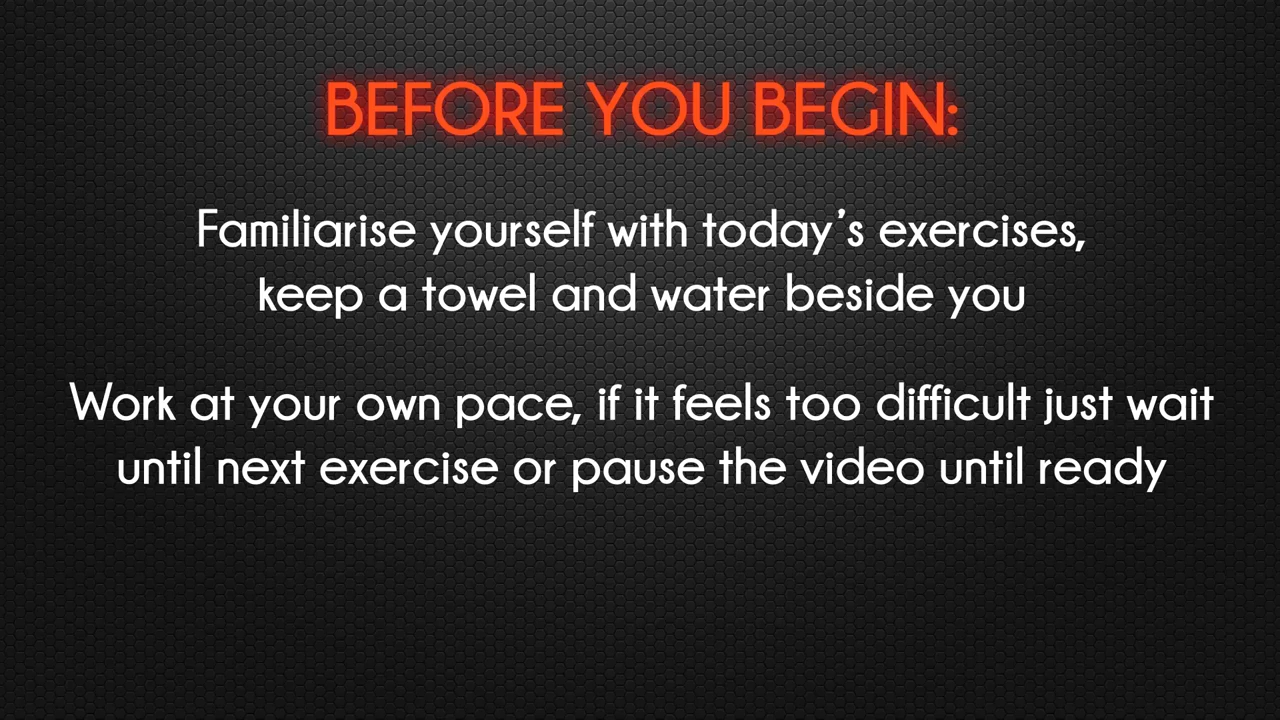 BEFORE YOU BEGIN:
Familiarise yourself with today's exercises,
keep a towel and water beside you
Work at your own pace, if it feels too difficult just wait
until next exercise or pause the video until ready